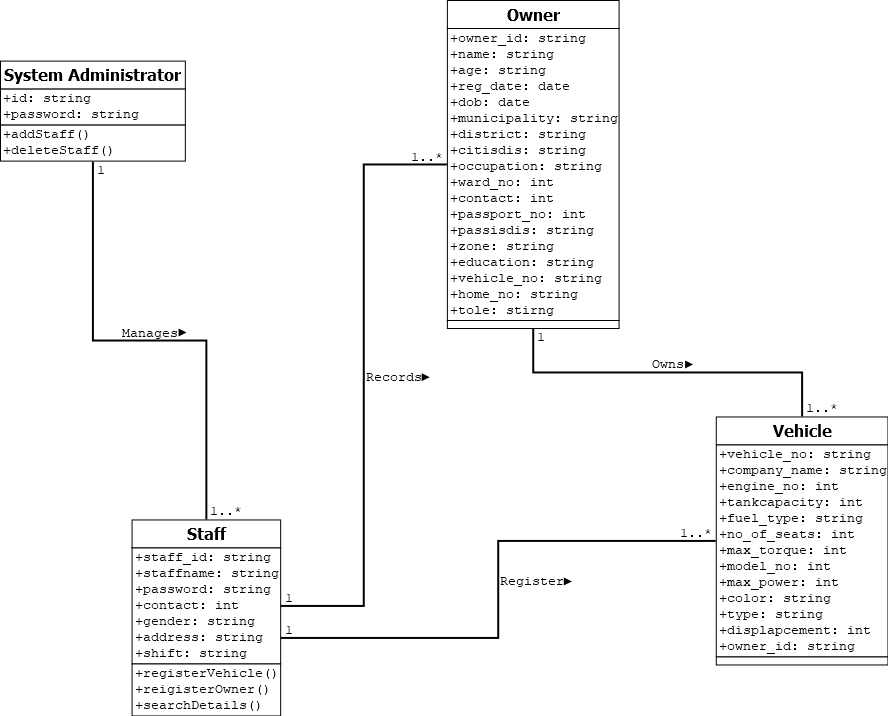 System Administrator
+id: string
+password: string
+addStaff()
+deleteStaff()
1
Manages▶
1..*
Owner
+owner_id: string
+name: string
+age: string
+reg_date: date
+dob: date
+municipality: string
+district: string
+citisdis: string
+occupation: string
+ward_no: int
+contact: int
+passport_no: int
+passisdis: string
+zone: string
+education: string
+vehicle_no: string
+home_no: string
+tole: stirng
1..*
Records▶
1
1
Owns▶
1..*
Staff
+staff_id: string
+staffname: string
+password: string
+contact: int
+gender: string
+address: string
+shift: string
+registerVehicle()
+reigisterOwner()
+searchDetails()
1
Register▶
1..*
Vehicle
+vehicle_no: string
+company_name: string
+engine_no: int
+tankcapacity: int
+fuel_type: string
+no_of_seats: int
+max_torque: int
+model_no: int
+max_power: int
+color: string
+type: string
+displapcement: int
+owner_id: string